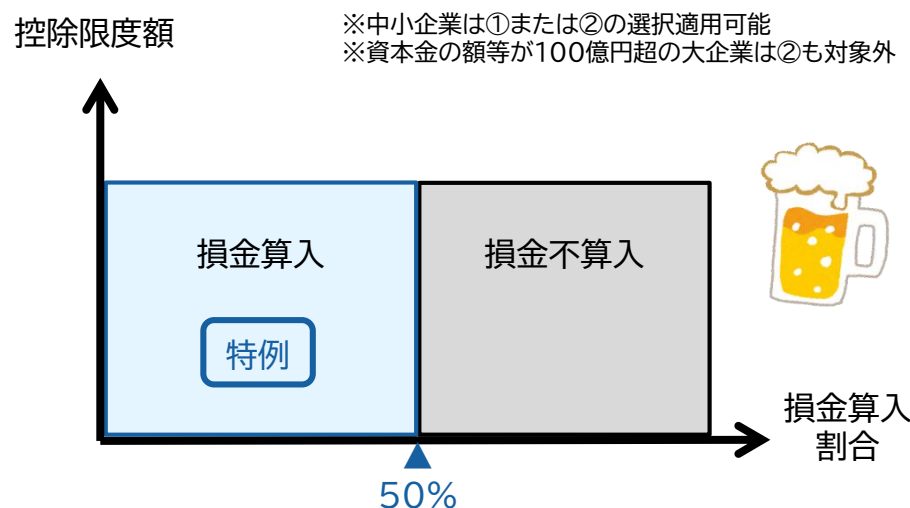 控除限度額
※中小企業は①または②の選択適用可能
※資本金の額等が100億円超の大企業は②も対象外
損金算入
損金不算入
特例
損金算入
割合
50%